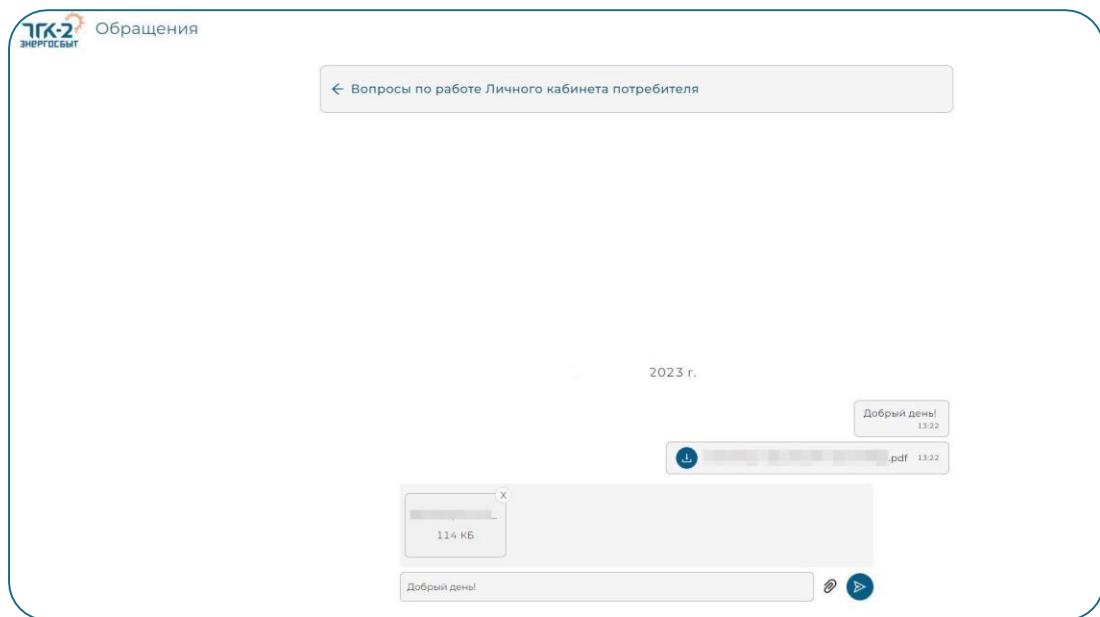 ТГК-2
ЭНЕРГОСБЫТ
Обращения
← Вопросы по работе Личного кабинета потребителя
2023 г.
Добрый день!
13:22
.pdf 13:22
X
114 КБ
Добрый день!